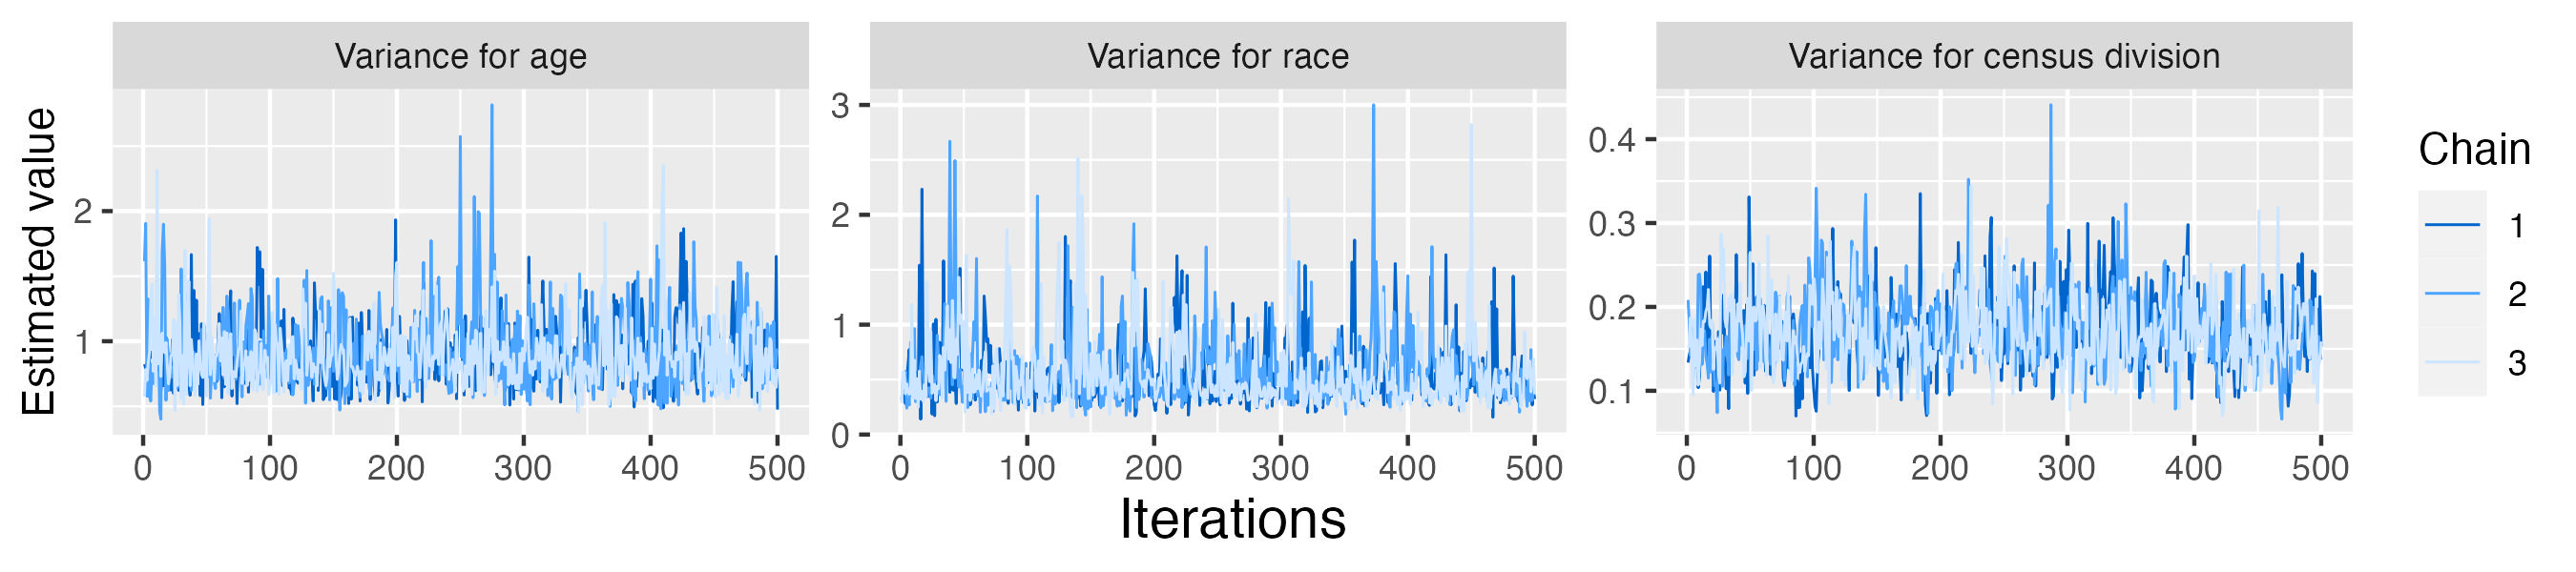 Variance for age
Variance for race
Variance for census division
Estimated value
2
1
3
2
1
0
0.4
0.3
0.2
0.1
0 100 200 300 400 500
0 100 200 300 400 500
0 100 200 300 400 500
Iterations
Chain
1
2
3